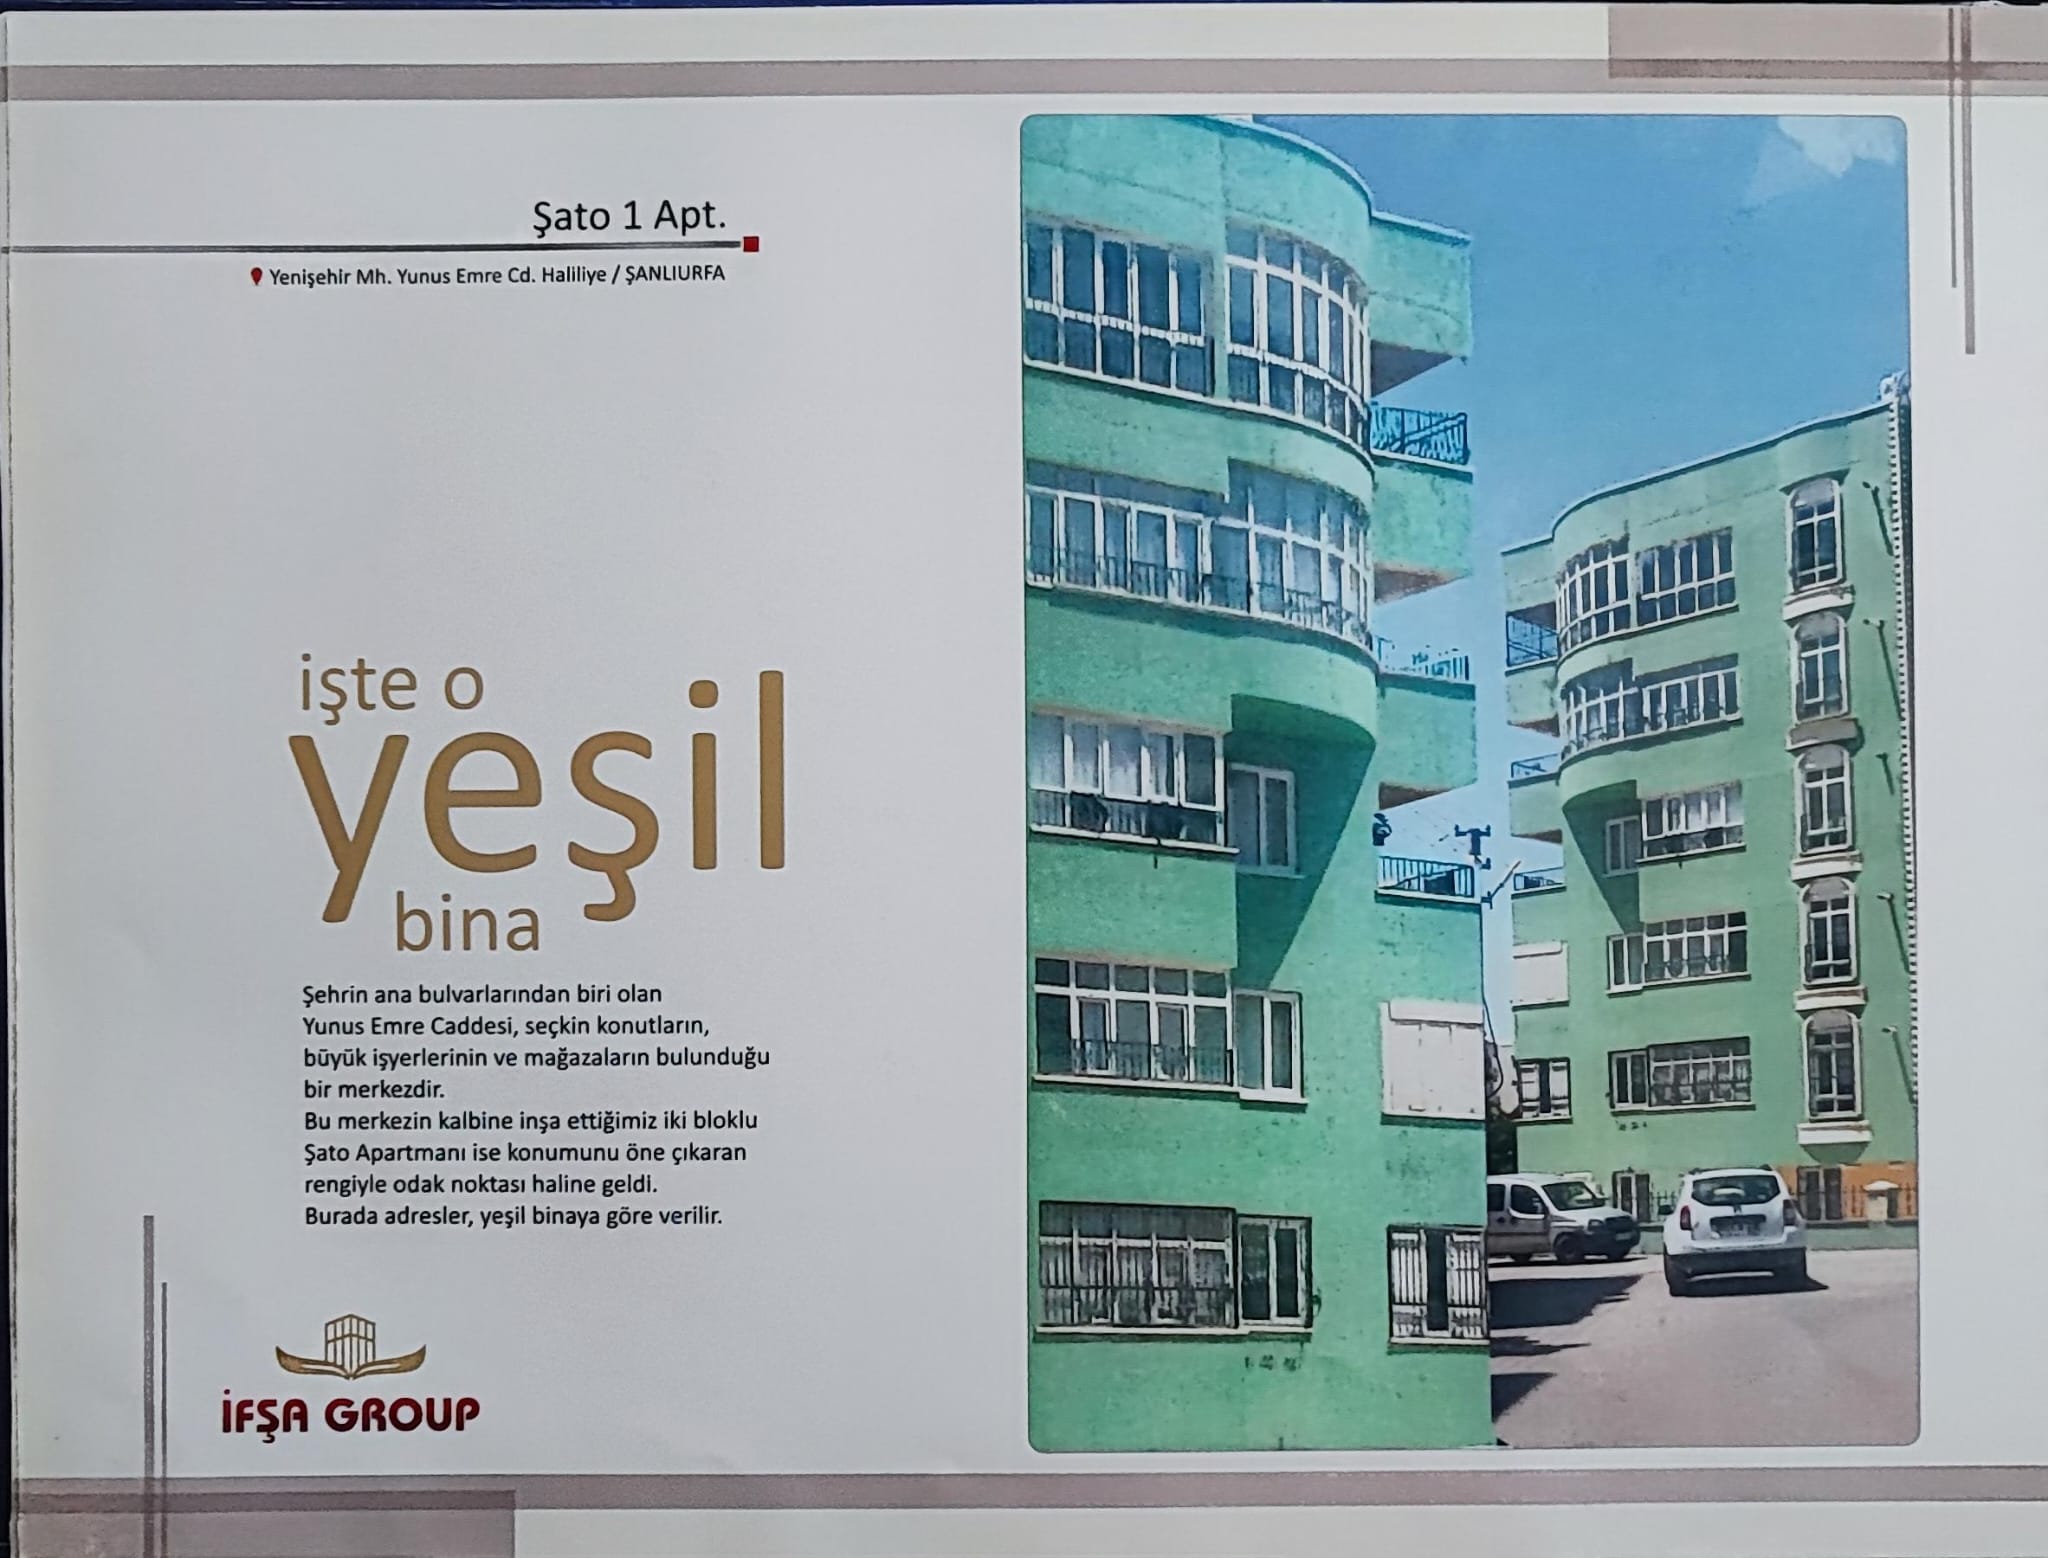 Şato 1 Apt.
Yenişehir Mh. Yunus Emre Cd. Haliliye / ŞANLIURFA
işte o
yeşil
bina
Şehrin ana bulvarlarından biri olan
Yunus Emre Caddesi, seçkin konutların,
büyük işyerlerinin ve mağazaların bulunduğu
bir merkezdir.
Bu merkezin kalbine inşa ettiğimiz iki bloklu
Şato Apartmanı ise konumunu öne çıkaran
rengiyle odak noktası haline geldi.
Burada adresler, yeşil binaya göre verilir.
İFŞA GROUP